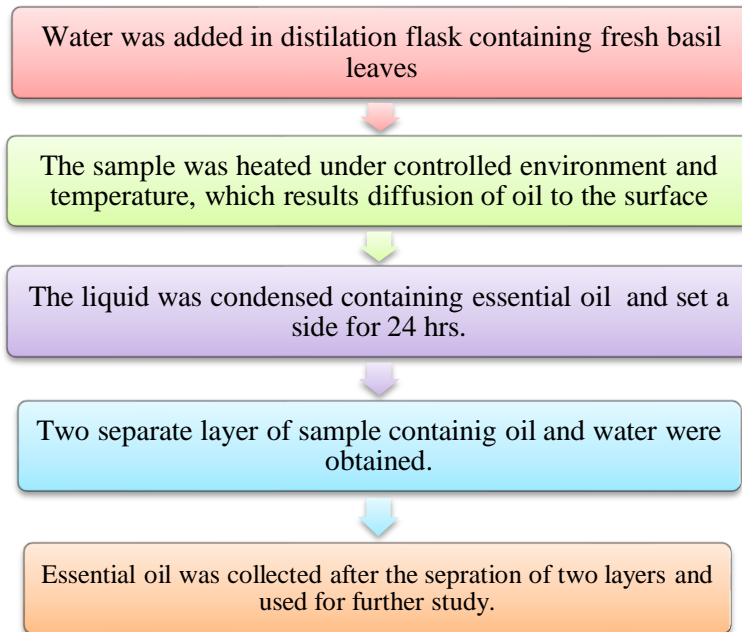 Water was added in distilation flask containing fresh basil
leaves
The sample was heated under controlled environment and
temperature, which results diffusion of oil to the surface
The liquid was condensed containing essential oil and set a
side for 24 hrs.
Two separate layer of sample containig oil and water were
obtained.
Essential oil was collected after the sepration of two layers and
used for further study.